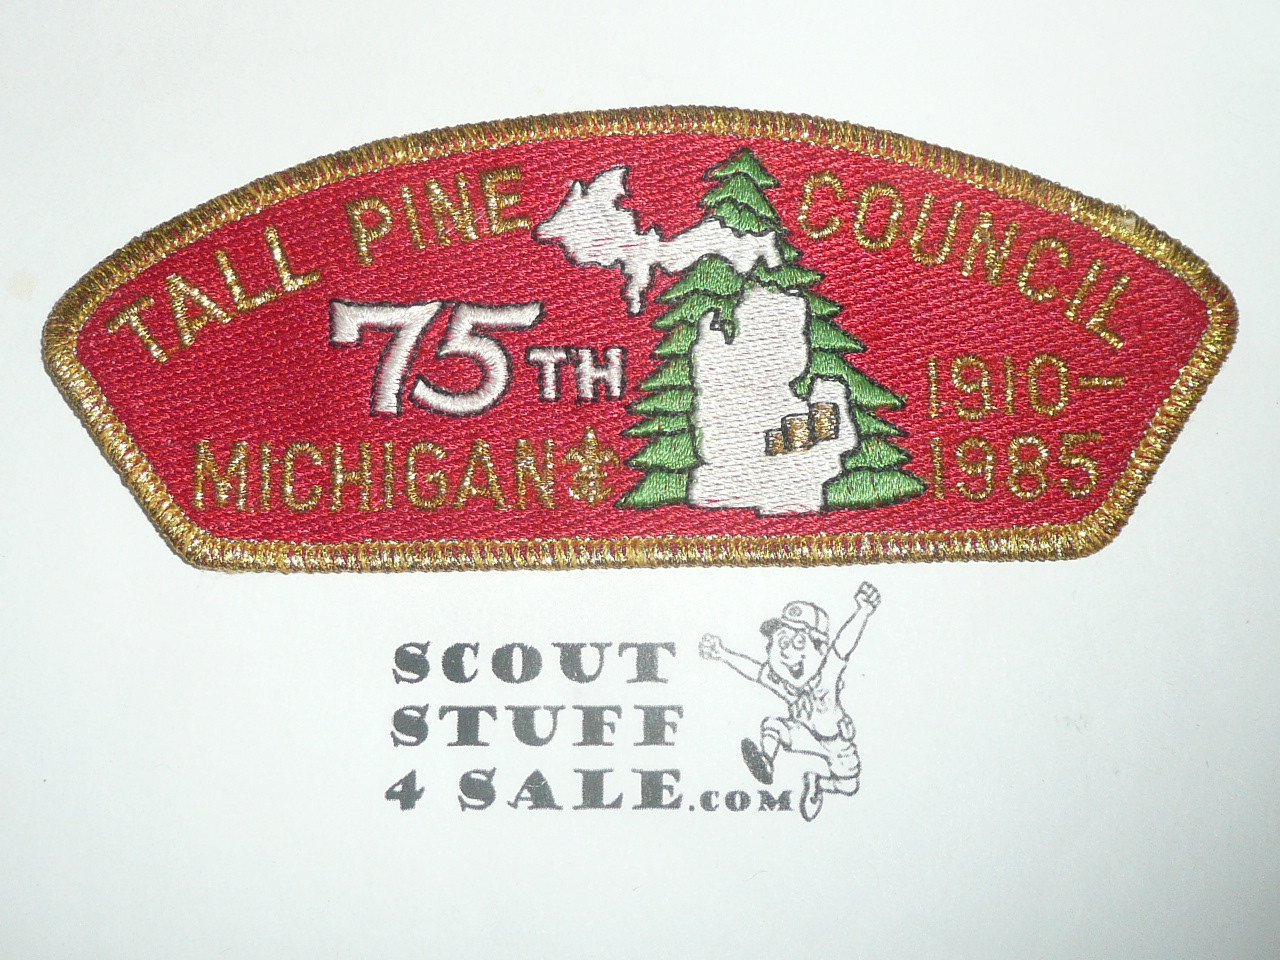 TALL PINE COUNCIL
75TH
1910-
MICHIGAN 1985
SCOUT
STUFF
4 SALE.COM